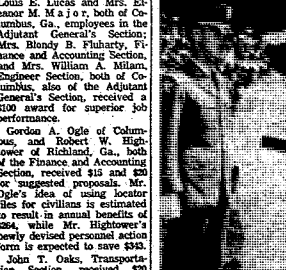 Louis E. Lucas and Mrs. El-
eanor M. Major, both of Co-
lumbus, Ga., employees in the
Adjutant General's Section;
Mrs. Blondy B. Fluharty, Fi-
nance and Accounting Section,
and Mrs. William A. Milam,
Engineer Section, both of Co-
lumbus, also of the Adjutant
General's Section, received a
$100 award for superior job
performance.
Gordon A. Ogle of Colum-
bus, and Robert W. High-
tower of Richland, Ga., both
of the Finance and Accounting
Section, received $15 and $20
for suggested proposals. Mr.
Ogle's idea of using locator
files for civilians is estimated
to result in annual benefits of
$264, while Mr. Hightower's
newly devised personnel action
form is expected to save $343.
John T. Oaks, Transporta-
tion Section, received $20